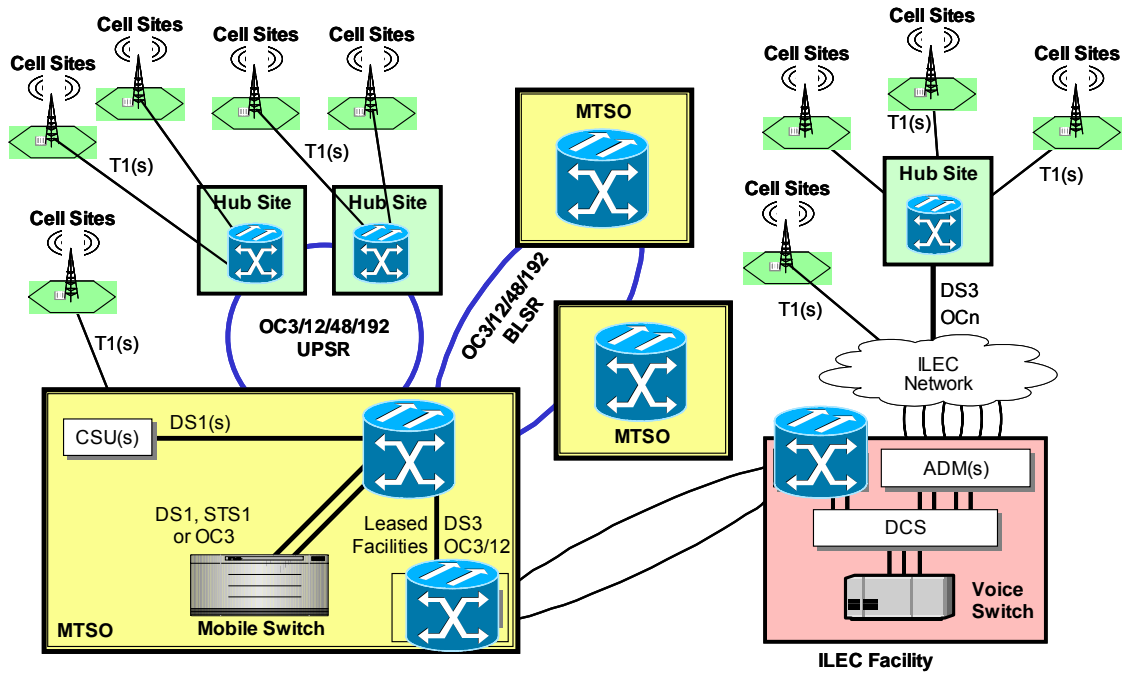 Cell Sites
Cell Sites
Cell Sites
Cell Sites
T1(s)
T1(s)
Hub Site
Hub Site
Cell Sites
T1(s)
OC3/12/48/192
UPSR
OC3/12/48/192
BLSR
MTSO
MTSO
CSU(s)
DS1(s)
DS1, STS1
or OC3
Leased
Facilities
DS3
OC3/12
Mobile Switch
MTSO
Cell Sites
Cell Sites
Cell Sites
T1(s)
T1(s)
Hub Site
Cell Sites
T1(s)
DS3
OCn
ILEC
Network
ADM(s)
DCS
Voice
Switch
ILEC Facility